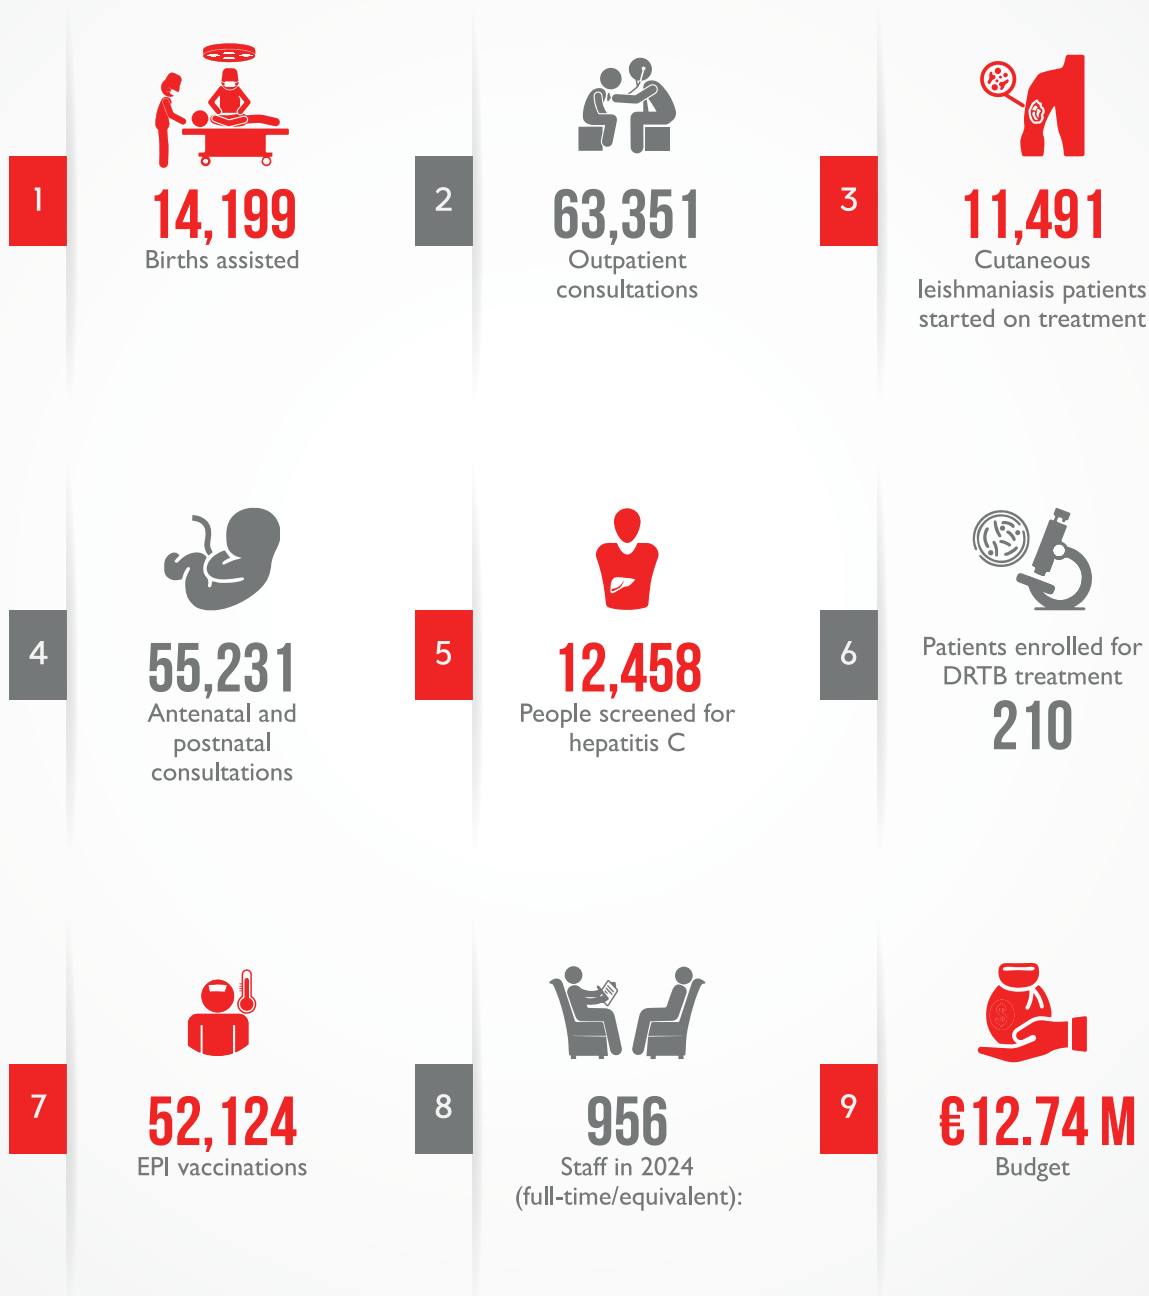 1
14,199
Births assisted
2
63,351
Outpatient
consultations
3
11,491
Cutaneous
leishmaniasis patients
started on treatment
4
55,231
Antenatal and
postnatal
consultations
5
12,458
People screened for
hepatitis C
6
Patients enrolled for
DRTB treatment
210
7
52,124
EPI vaccinations
8
956
Staff in 2024
(full-time/equivalent):
9
$
€12.74 M
Budget